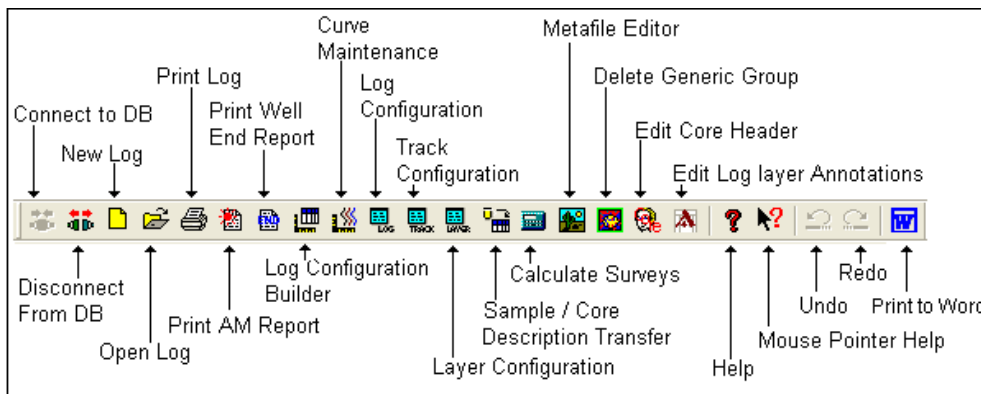 Curve
Maintenance
Metafile Editor
Print Log
Log
Configuration
Delete Generic Group
Connect to DB
Print Well
End Report
Edit Core Header
New Log
Track
Configuration
Edit Log layer Annotations
END
LOG
TRACK
LAYER
e
A
?
?
W
Disconnect
From DB
Log Configuration
Builder
Calculate Surveys
Redo
Print AM Report
Sample / Core
Description Transfer
Undo
Print to Word
Open Log
Layer Configuration
Help
Mouse Pointer Help